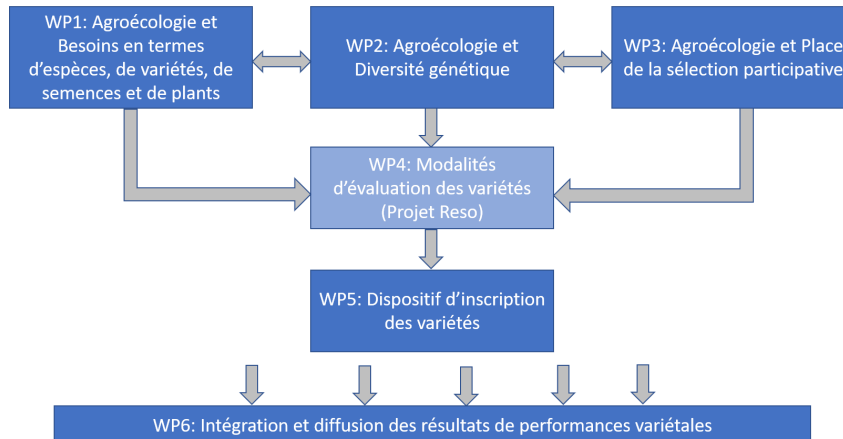 WP1: Agroécologie et
Besoins en termes
d'espèces, de variétés, de
semences et de plants
WP2: Agroécologie et
Diversité génétique
WP3: Agroécologie et Place
de la sélection participative
WP4: Modalités
d'évaluation des variétés
(Projet Reso)
WP5: Dispositif d'inscription
des variétés
WP6: Intégration et diffusion des résultats de performances variétales